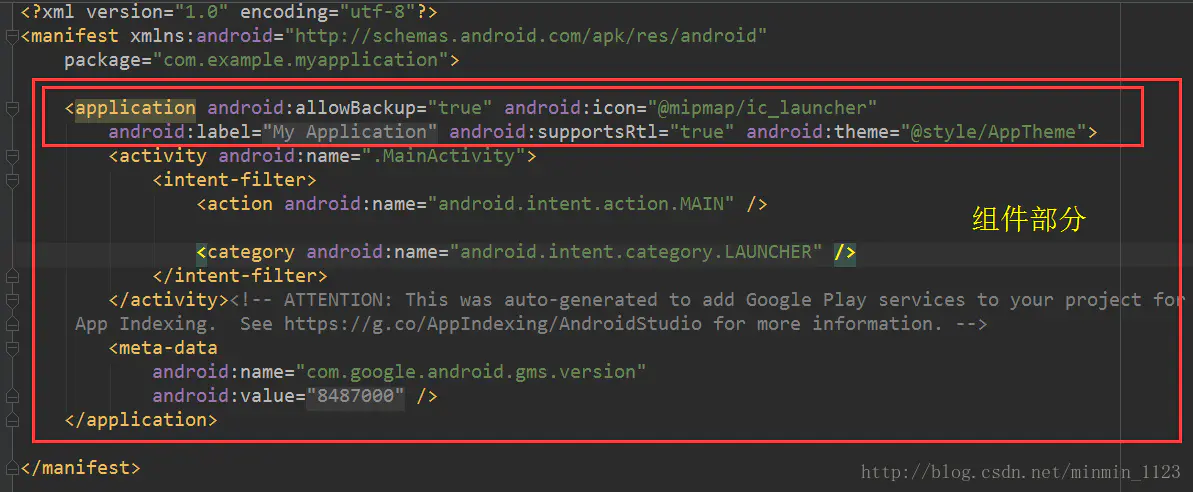 <?xml version="1.0" encoding="utf-8"?>
<manifest xmlns:android="http://schemas.android.com/apk/res/android"
package="com.example.myapplication">
<application android:allowBackup="true" android:icon="@mipmap/ic_launcher"
android:label="My Application" android:supportsRtl="true" android:theme="@style/AppTheme">
<activity android:name=".MainActivity">
<intent-filter>
<action android:name="android.intent.action.MAIN" />
组件部分
<category android:name="android.intent.category.LAUNCHER" />
</intent-filter>
</activity><!-- ATTENTION: This was auto-generated to add Google Play services to your project for
App Indexing.  See https://g.co/AppIndexing/AndroidStudio for more information. -->
<meta-data
android:name="com.google.android.gms.version"
android:value="8487000" />
</application>
</manifest>
http://blog.csdn.net/minmin_1123